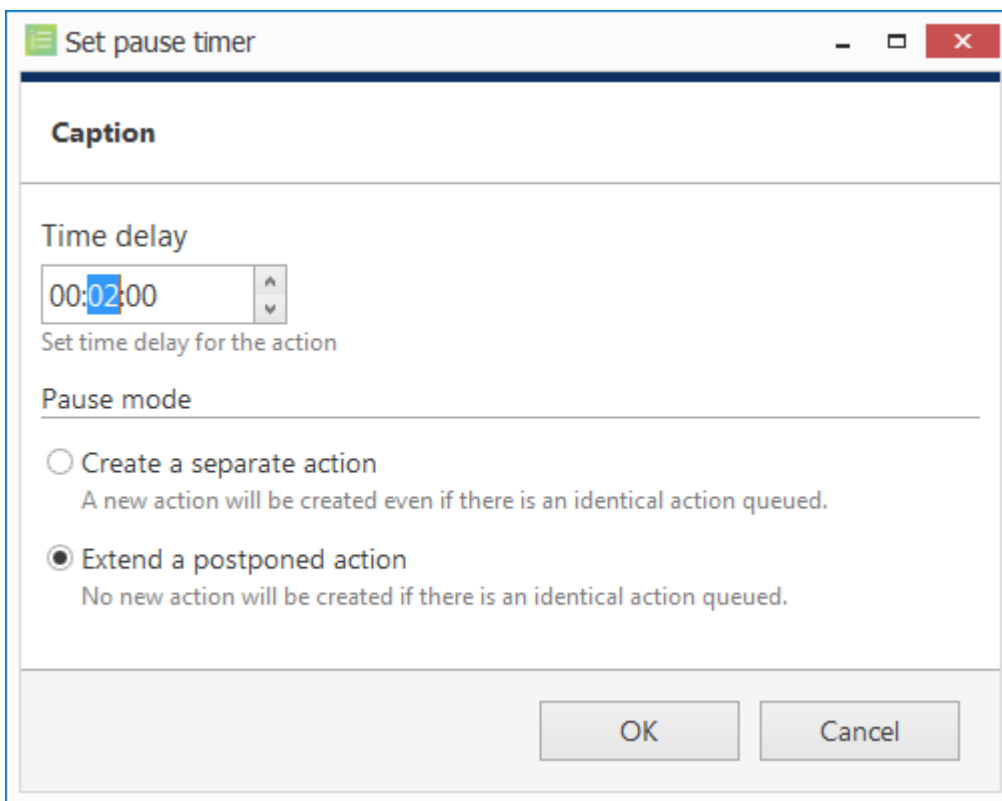 Set pause timer
Caption
Time delay
00:02:00
Set time delay for the action
Pause mode
Create a separate action
A new action will be created even if there is an identical action queued.
Extend a postponed action
No new action will be created if there is an identical action queued.
OK
Cancel